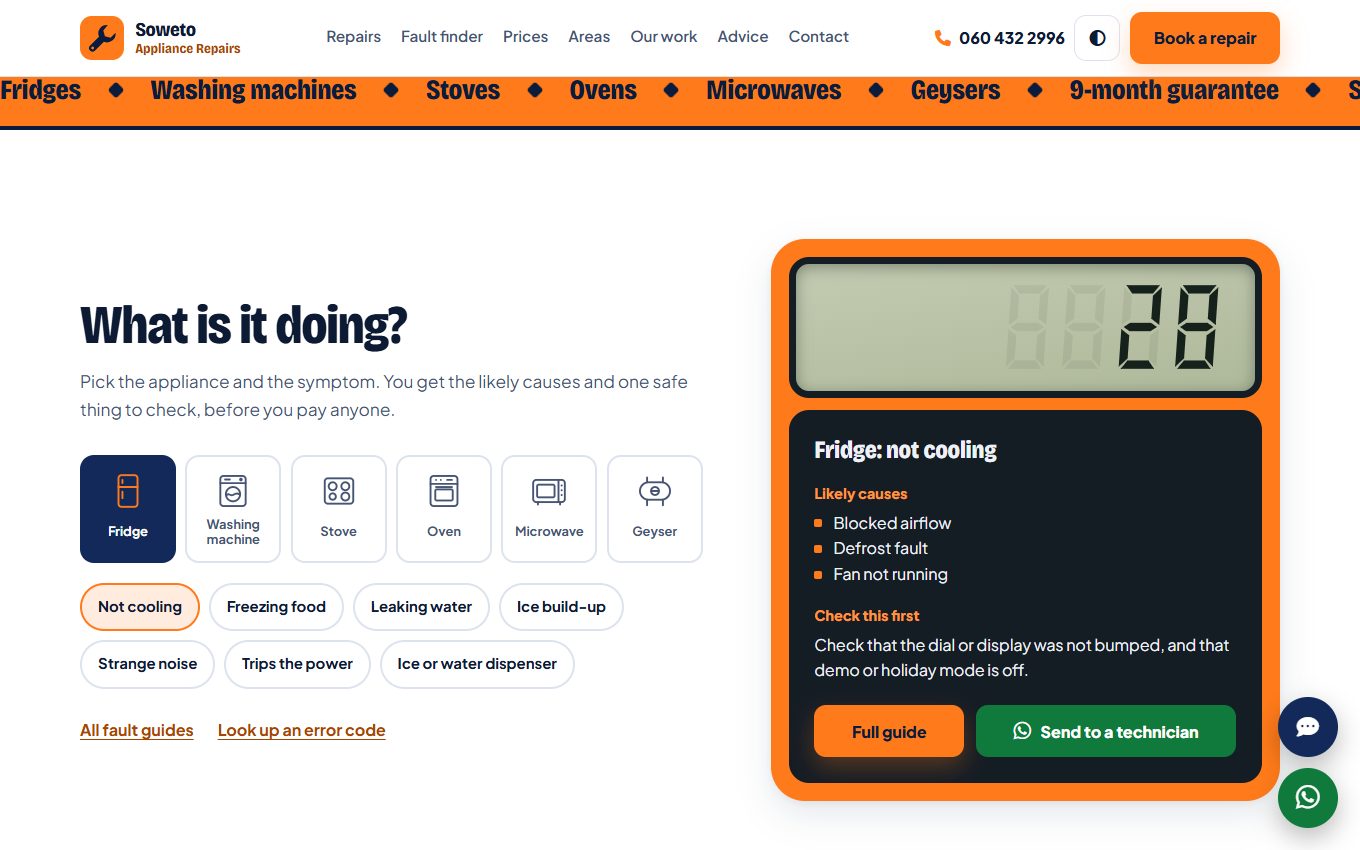 Soweto
Appliance Repairs
Repairs Fault finder Prices Areas Our work Advice Contact
060 432 2996
Book a repair
Fridges Washing machines Stoves Ovens Microwaves Geysers 9-month guarantee S
What is it doing?
Pick the appliance and the symptom. You get the likely causes and one safe
thing to check, before you pay anyone.
Fridge
Washing
machine
Stove
Oven
Microwave
Geyser
Not cooling Freezing food Leaking water Ice build-up
Strange noise Trips the power Ice or water dispenser
All fault guides Look up an error code
28
Fridge: not cooling
Likely causes
Blocked airflow
Defrost fault
Fan not running
Check this first
Check that the dial or display was not bumped, and that
demo or holiday mode is off.
Full guide
Send to a technician